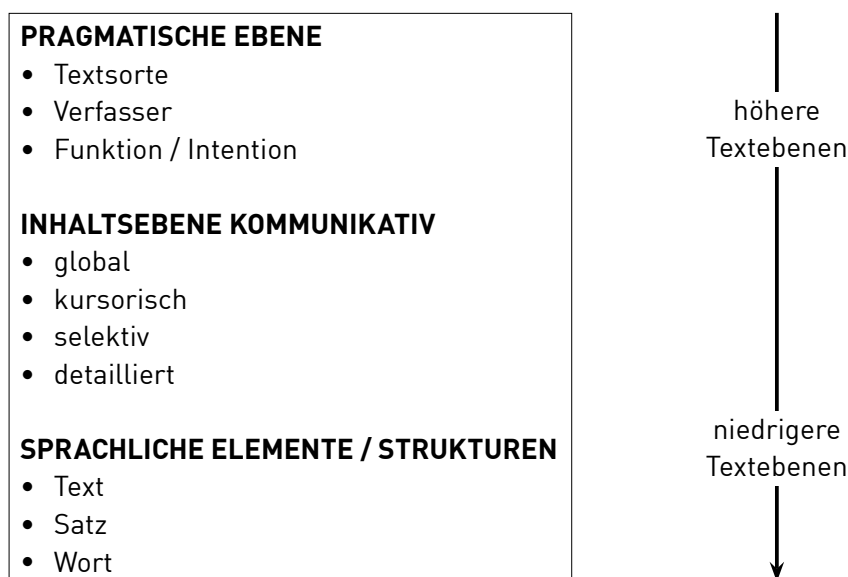 PRAGMATISCHE EBENE
• Textsorte
• Verfasser
• Funktion / Intention
INHALTSEBENE KOMMUNIKATIV
• global
• kursorisch
• selektiv
• detailliert
SPRACHLICHE ELEMENTE / STRUKTUREN
• Text
• Satz
• Wort
höhere
Textebenen
niedrigere
Textebenen